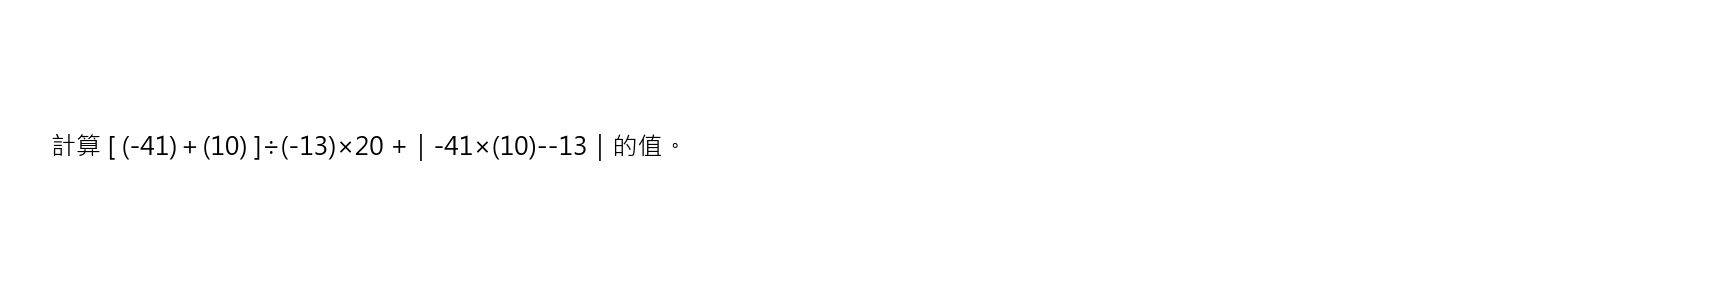 計算 [ (-41)＋(10) ]÷(-13)×20 ＋｜-41×(10)--13｜的值。